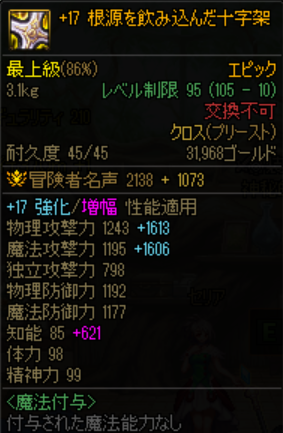 +17 根源を飲み込んだ十字架
最上級(86%) エピック
3.1kg レベル制限 95 (105 - 10)
交換不可
クロス(プリースト)
耐久度 45/45 31,968ゴールド
冒険者名声 2138 + 1073
+17 強化/増幅 性能適用
物理攻撃力 1243 +1613
魔法攻撃力 1195 +1606
独立攻撃力 798
物理防御力 1192
魔法防御力 1177
知能 85 +621
体力 98
精神力 99
<魔法付与>
付与された魔法能力なし